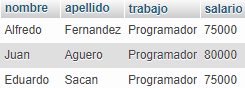 nombre apellido trabajo salario
Alfredo Fernandez Programador 75000
Juan Aguero Programador 80000
Eduardo Sacan Programador 75000